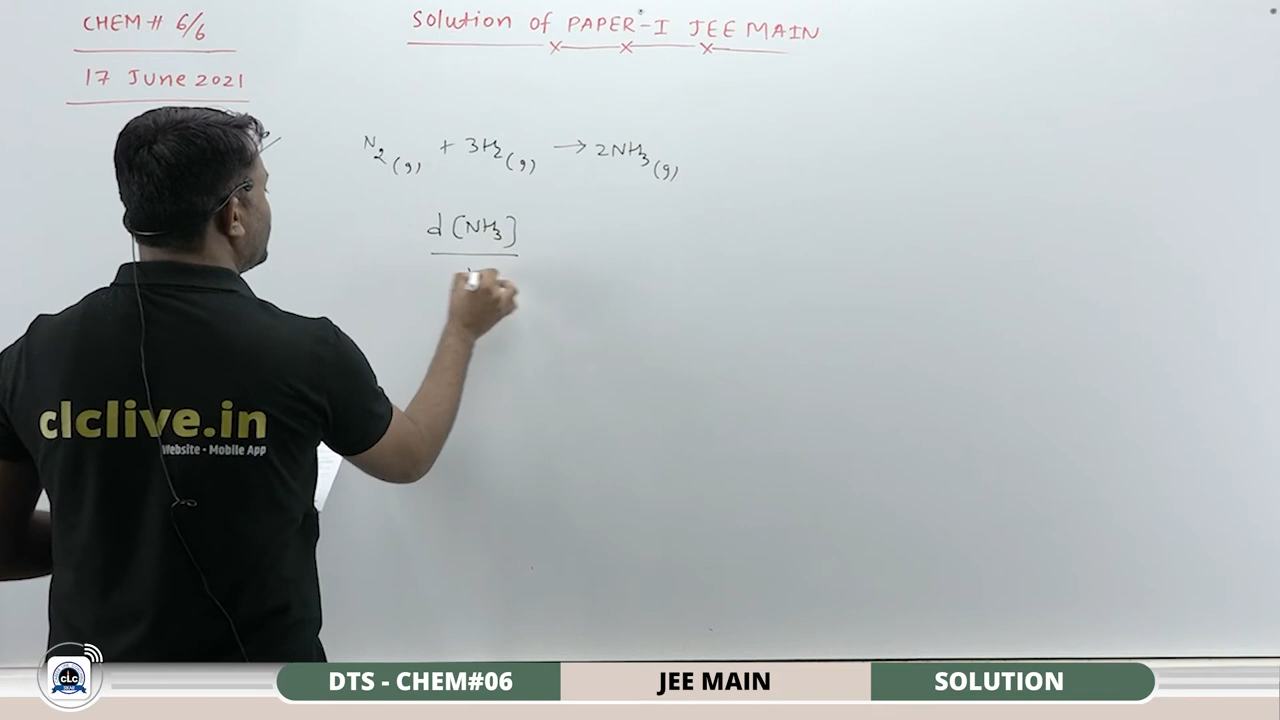 CHEM # 6/6
17 June 2021
Solution of PAPER-I JEE MAIN
N2(g) + 3H2(g) → 2NH3(g)
d[NH3]
clclive.in
Website - Mobile App
CLC
DTS - CHEM#06
JEE MAIN
SOLUTION